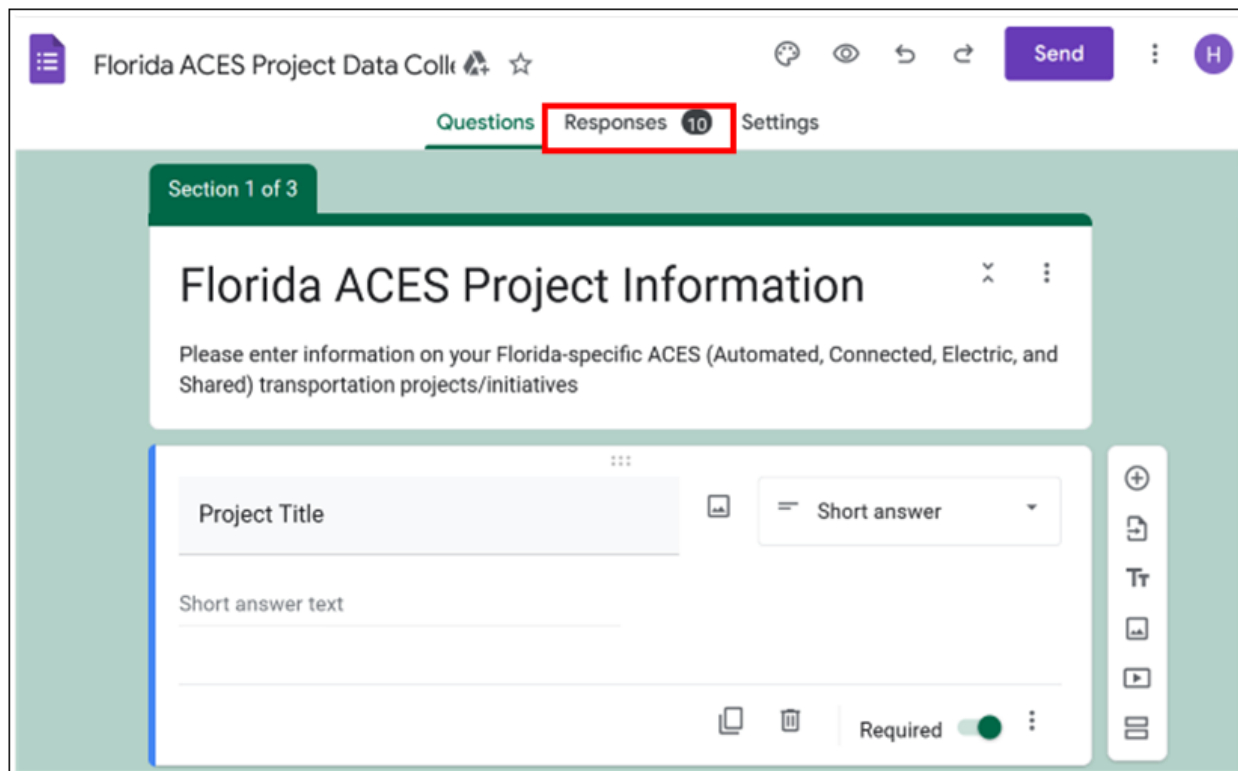 Florida ACES Project Data Coll
Send
H
Questions Responses 10 Settings
Section 1 of 3
Florida ACES Project Information
Please enter information on your Florida-specific ACES (Automated, Connected, Electric, and
Shared) transportation projects/initiatives
Project Title
Short answer
Short answer text
Required